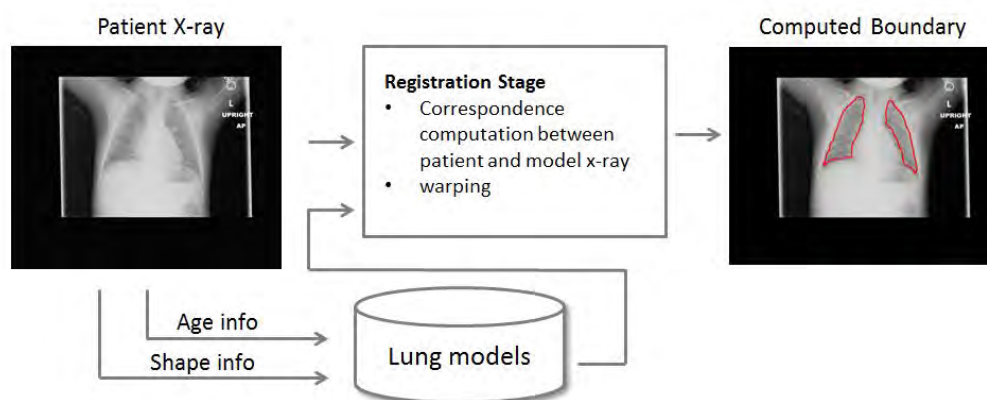 Patient X-ray
L
UPRIGHT
AP
Registration Stage
• Correspondence
computation between
patient and model x-ray
• warping
Computed Boundary
L
UPRIGHT
AP
Age info
Shape info
Lung models